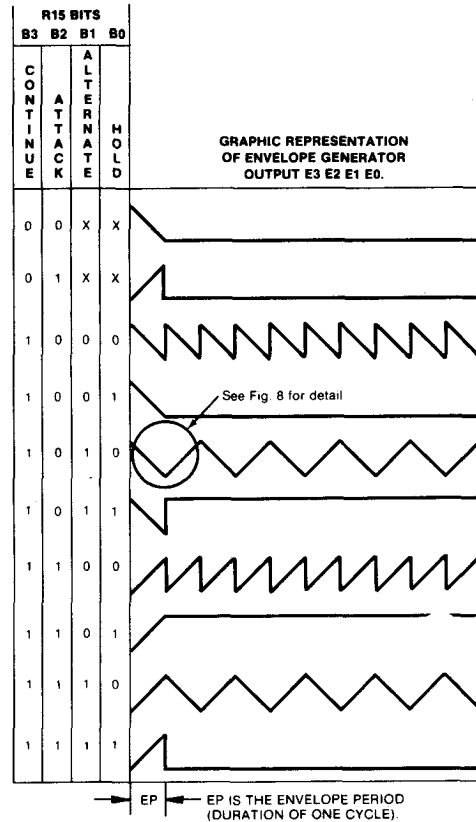 R15 BITS
B3 B2 B1 B0
CONTINUE
ATTACK
ALTERNATE
HOLD
GRAPHIC REPRESENTATION
OF ENVELOPE GENERATOR
OUTPUT E3 E2 E1 E0.
0 0 X X
0 1 X X
1 0 0 0
1 0 0 1
See Fig. 8 for detail
1 0 1 0
1 0 1 1
1 1 0 0
1 1 0 1
1 1 1 0
1 1 1 1
EP
EP IS THE ENVELOPE PERIOD
(DURATION OF ONE CYCLE).